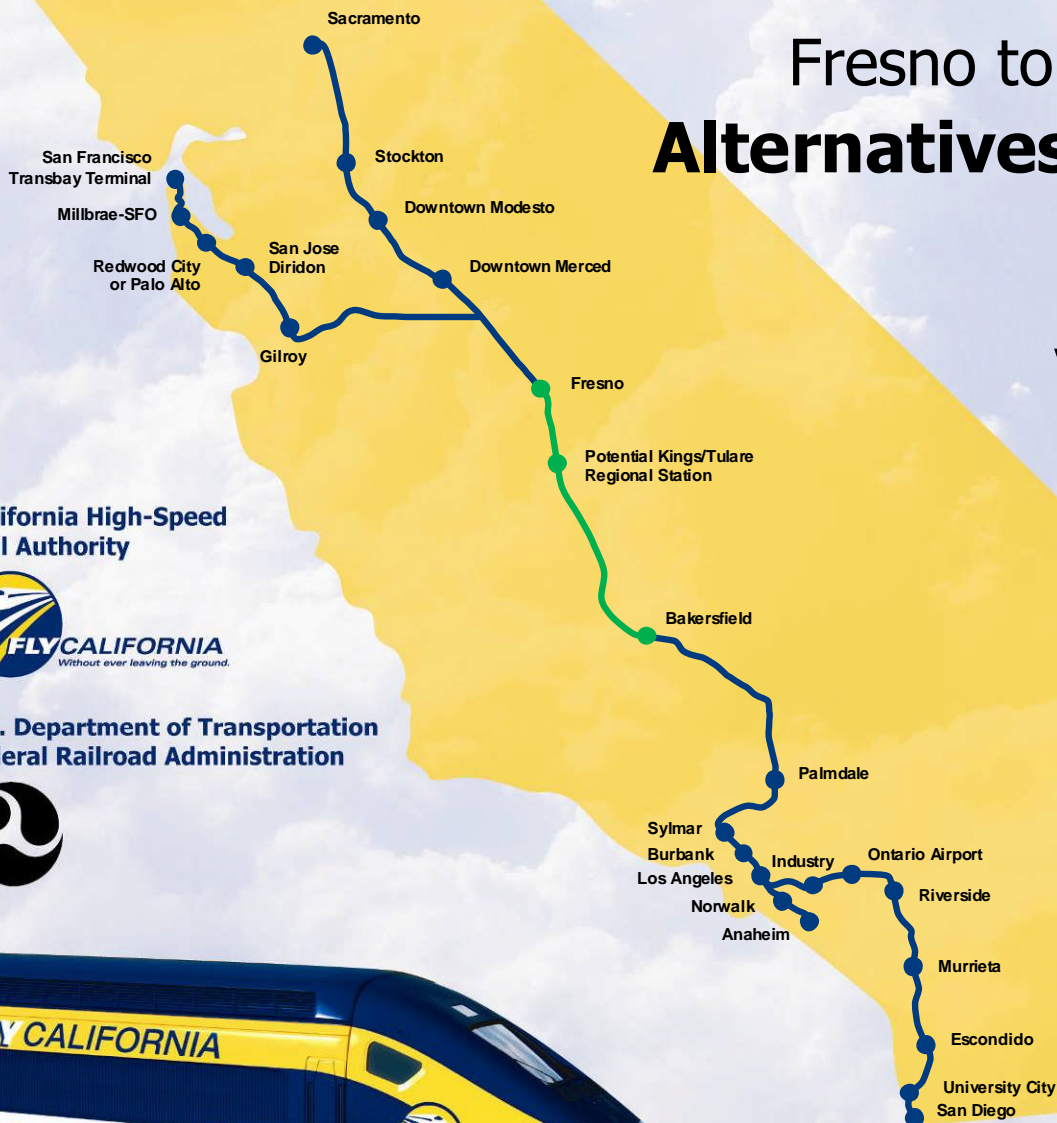 Sacramento
Fresno to
Alternatives
San Francisco
Transbay Terminal
Stockton
Millbrae-SFO
Downtown Modesto
Redwood City
or Palo Alto
San Jose
Diridon
Downtown Merced
Gilroy
Fresno
Potential Kings/Tulare
Regional Station
ifornia High-Speed
l Authority
FLYCALIFORNIA
Without ever leaving the ground.
Bakersfield
. Department of Transportation
deral Railroad Administration
Palmdale
Sylmar
Burbank
Los Angeles
Industry
Ontario Airport
Norwalk
Riverside
Anaheim
Murrieta
Escondido
University City
San Diego
LY CALIFORNIA